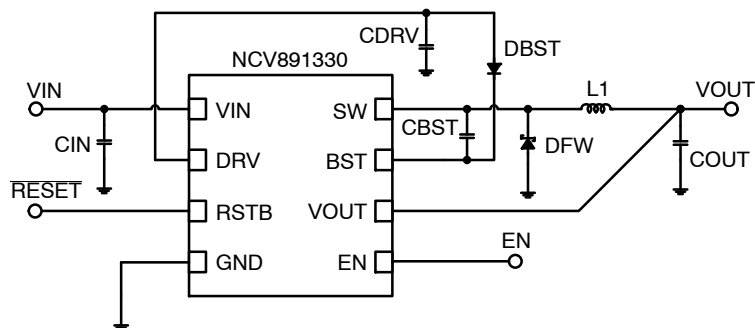 CDRV
DBST
NCV891330
VIN
L1
VOUT
VIN
SW
CBST
CIN
DFW
DRV
BST
COUT
RESET
RSTB
VOUT
EN
GND
EN